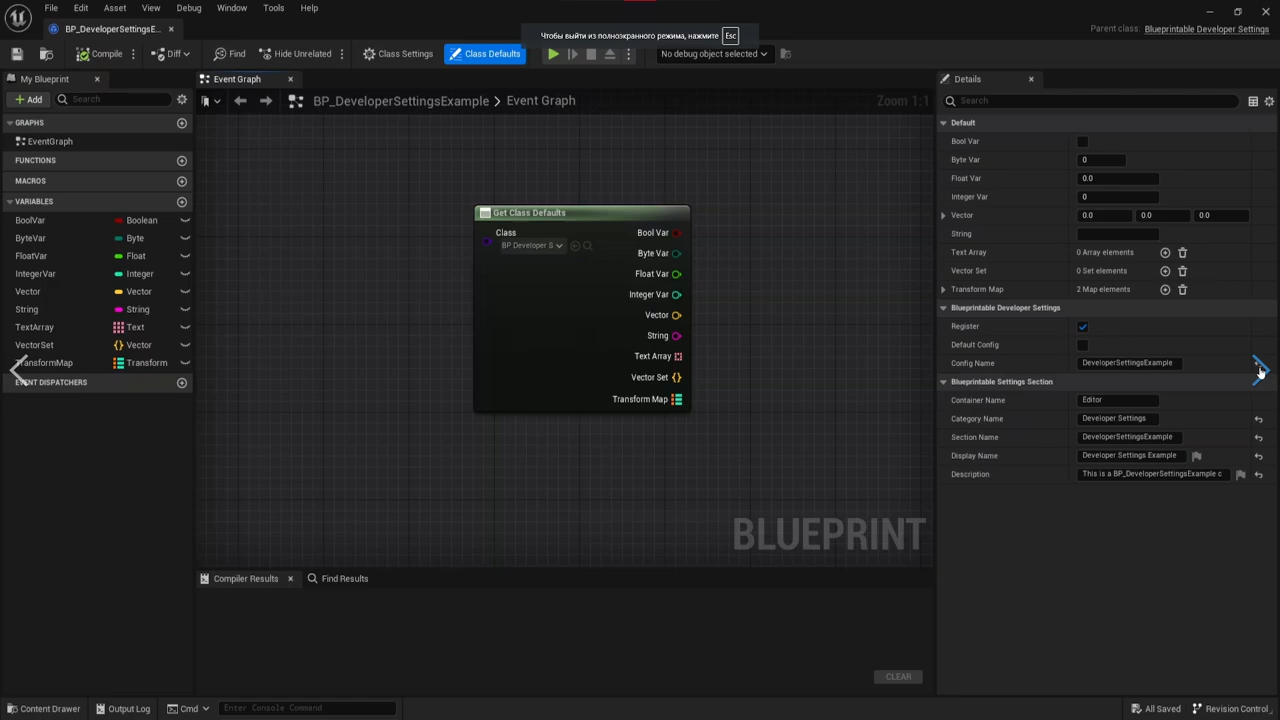 File Edit Asset View Debug Window Tools Help
BP_DeveloperSettingsE...
Чтобы выйти из полноэкранного режима, нажмите Esc
Parent class: Blueprintable Developer Settings
Compile Diff Find Hide Unrelated Class Settings Class Defaults No debug object selected
My Blueprint
Add Search
GRAPHS
EventGraph
FUNCTIONS
MACROS
VARIABLES
BoolVar Boolean
ByteVar Byte
FloatVar Float
IntegerVar Integer
Vector Vector
String String
TextArray Text
VectorSet Vector
TransformMap Transform
EVENT DISPATCHERS
Event Graph
BP_DeveloperSettingsExample > Event Graph
Zoom 1:1
Get Class Defaults
Class
BP Developer S
Bool Var
Byte Var
Float Var
Integer Var
Vector
String
Text Array
Vector Set
Transform Map
BLUEPRINT
Compiler Results Find Results
CLEAR
Details
Search
Default
Bool Var
Byte Var 0
Float Var 0.0
Integer Var 0
Vector 0.0 0.0 0.0
String
Text Array 0 Array elements
Vector Set 0 Set elements
Transform Map 2 Map elements
Blueprintable Developer Settings
Register
Default Config
Config Name DeveloperSettingsExample
Blueprintable Settings Section
Container Name Editor
Category Name Developer Settings
Section Name DeveloperSettingsExample
Display Name Developer Settings Example
Description This is a BP_DeveloperSettingsExample c
Content Drawer Output Log Cmd Enter Console Command All Saved Revision Control